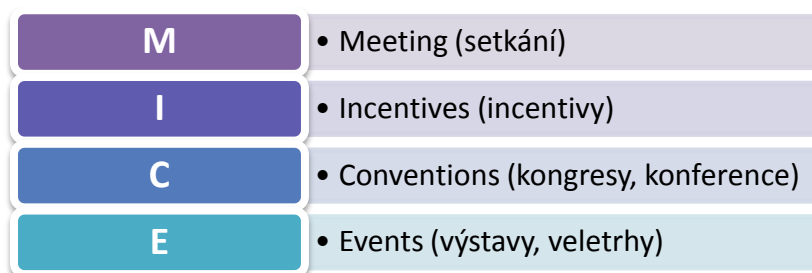 M
• Meeting (setkání)
I
• Incentives (incentivy)
C
• Conventions (kongresy, konference)
E
• Events (výstavy, veletrhy)